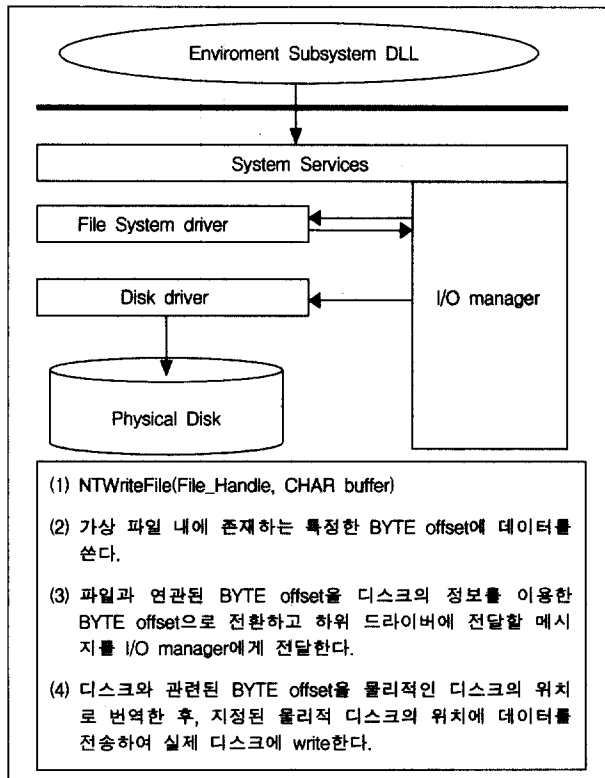 Enviroment Subsystem DLL
System Services
File System driver
Disk driver
I/O manager
Physical Disk
(1) NTWriteFile(File_Handle, CHAR buffer)
(2) 가상 파일 내에 존재하는 특정한 BYTE offset에 데이터를
쓴다.
(3) 파일과 연관된 BYTE offset을 디스크의 정보를 이용한
BYTE offset으로 전환하고 하위 드라이버에 전달할 메시
지를 I/O manager에게 전달한다.
(4) 디스크와 관련된 BYTE offset을 물리적인 디스크의 위치
로 번역한 후, 지정된 물리적 디스크의 위치에 데이터를
전송하여 실제 디스크에 write한다.